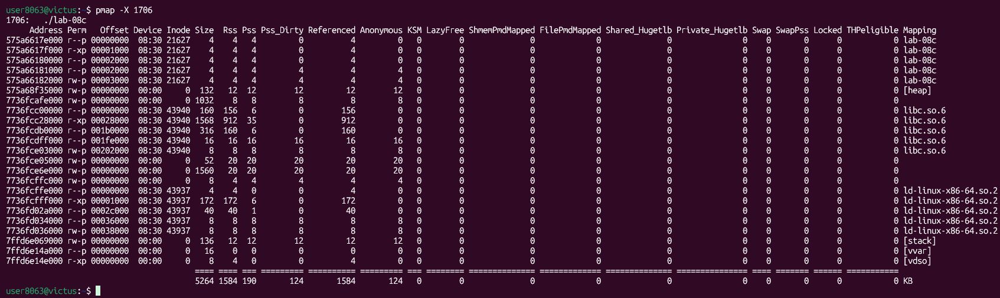 user8063@victus:~$ pmap -X 1706
1706:   ./lab-08c
     Address Perm   Offset Device Inode Size  Rss Pss Pss_Dirty Referenced Anonymous KSM LazyFree ShmemPmdMapped FilePmdMapped Shared_Hugetlb Private_Hugetlb Swap SwapPss Locked THPeligible Mapping
575a6617e000 r--p 00000000  08:30 21627    4    4   4         0          4         0   0        0              0             0              0               0    0       0      0           0 lab-08c
575a6617f000 r-xp 00001000  08:30 21627    4    4   4         0          4         0   0        0              0             0              0               0    0       0      0           0 lab-08c
575a66180000 r--p 00002000  08:30 21627    4    4   4         0          4         0   0        0              0             0              0               0    0       0      0           0 lab-08c
575a66181000 r--p 00002000  08:30 21627    4    4   4         4          4         4   0        0              0             0              0               0    0       0      0           0 lab-08c
575a66182000 rw-p 00003000  08:30 21627    4    4   4         4          4         4   0        0              0             0              0               0    0       0      0           0 lab-08c
575a68f35000 rw-p 00000000  00:00     0  132   12  12        12         12        12   0        0              0             0              0               0    0       0      0           0 [heap]
7736fcafe000 rw-p 00000000  00:00     0 1032    8   8         8          8         8   0        0              0             0              0               0    0       0      0           0
7736fcc00000 r--p 00000000  08:30 43940  160  156   6         0        156         0   0        0              0             0              0               0    0       0      0           0 libc.so.6
7736fcc28000 r-xp 00028000  08:30 43940 1568  912  35         0        912         0   0        0              0             0              0               0    0       0      0           0 libc.so.6
7736fcdb0000 r--p 001b0000  08:30 43940  316  160   6         0        160         0   0        0              0             0              0               0    0       0      0           0 libc.so.6
7736fcdff000 r--p 001fe000  08:30 43940   16   16  16        16         16        16   0        0              0             0              0               0    0       0      0           0 libc.so.6
7736fce03000 rw-p 00202000  08:30 43940    8    8   8         8          8         8   0        0              0             0              0               0    0       0      0           0 libc.so.6
7736fce05000 rw-p 00000000  00:00     0   52   20  20        20         20        20   0        0              0             0              0               0    0       0      0           0
7736fce6e000 rw-p 00000000  00:00     0 1560   20  20        20         20        20   0        0              0             0              0               0    0       0      0           0
7736fcffc000 rw-p 00000000  00:00     0    8    4   4         4          4         4   0        0              0             0              0               0    0       0      0           0
7736fcffe000 r--p 00000000  08:30 43937    4    4   0         0          4         0   0        0              0             0              0               0    0       0      0           0 ld-linux-x86-64.so.2
7736fcfff000 r-xp 00001000  08:30 43937  172  172   6         0        172         0   0        0              0             0              0               0    0       0      0           0 ld-linux-x86-64.so.2
7736fd02a000 r--p 0002c000  08:30 43937   40   40   1         0         40         0   0        0              0             0              0               0    0       0      0           0 ld-linux-x86-64.so.2
7736fd034000 r--p 00036000  08:30 43937    8    8   8         8          8         8   0        0              0             0              0               0    0       0      0           0 ld-linux-x86-64.so.2
7736fd036000 rw-p 00038000  08:30 43937    8    8   8         8          8         8   0        0              0             0              0               0    0       0      0           0 ld-linux-x86-64.so.2
7ffd6e069000 rw-p 00000000  00:00     0  136   12  12        12         12        12   0        0              0             0              0               0    0       0      0           0 [stack]
7ffd6e14a000 r--p 00000000  00:00     0   16    0   0         0          0         0   0        0              0             0              0               0    0       0      0           0 [vvar]
7ffd6e14e000 r-xp 00000000  00:00     0    8    4   0         0          4         0   0        0              0             0              0               0    0       0      0           0 [vdso]
                                        ==== ==== === ========= ========== ========= === ======== ============== ============= ============== =============== ==== ======= ====== ===========
                                        5264 1584 190       124       1584       124   0        0              0             0              0               0    0       0      0           0 KB
user8063@victus:~$